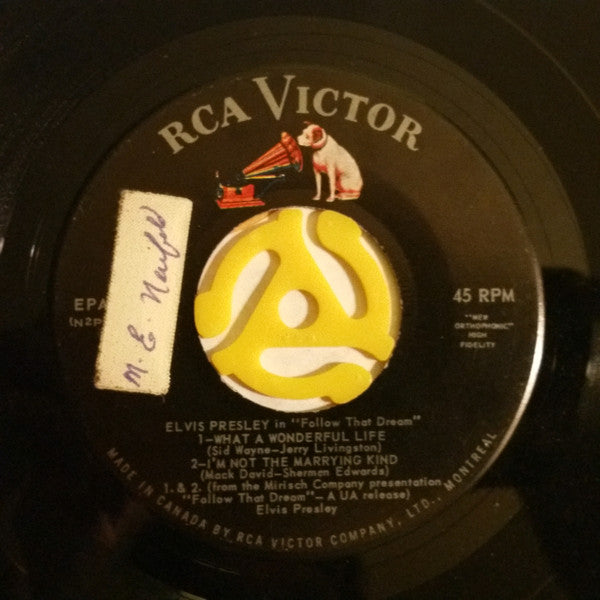 RCA VICTOR
EPA
(N2P
M. E. Naifold
45 RPM
"NEW
ORTHOPHONIC"
HIGH
FIDELITY
ELVIS PRESLEY in "Follow That Dream"
1—WHAT A WONDERFUL LIFE
(Sid Wayne—Jerry Livingston)
2—I'M NOT THE MARRYING KIND
(Mack David—Sherman Edwards)
1. & 2. (from the Mirisch Company presentation
"Follow That Dream"—A UA release)
Elvis Presley
MADE IN CANADA BY RCA VICTOR COMPANY, LTD., MONTREAL